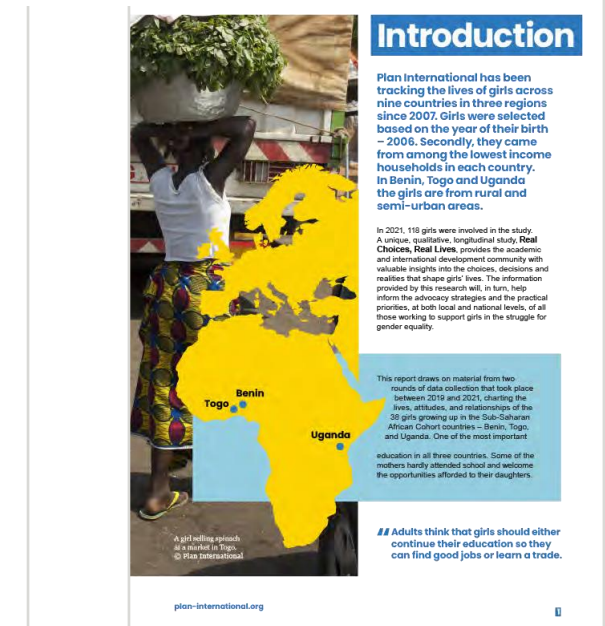 Introduction
Plan International has been
tracking the lives of girls across
nine countries in three regions
since 2007. Girls were selected
based on the year of their birth
– 2006. Secondly, they came
from among the lowest income
households in each country.
In Benin, Togo and Uganda
the girls are from rural and
semi-urban areas.
In 2021, 118 girls were involved in the study.
A unique, qualitative, longitudinal study, Real
Choices, Real Lives, provides the academic
and international development community with
valuable insights into the choices, decisions and
realities that shape girls' lives. The information
provided by this research will, in turn, help
inform the advocacy strategies and the practical
priorities, at both local and national levels, of all
those working to support girls in the struggle for
gender equality.
This report draws on material from two
rounds of data collection that took place
between 2019 and 2021, charting the
lives, attitudes, and relationships of the
38 girls growing up in the Sub-Saharan
African Cohort countries – Benin, Togo,
and Uganda. One of the most important
education in all three countries. Some of the
mothers hardly attended school and welcome
the opportunities afforded to their daughters.
Benin
Togo
Uganda
A girl selling spinach
at a market in Togo.
© Plan International
" Adults think that girls should either
continue their education so they
can find good jobs or learn a trade.
plan-international.org
1